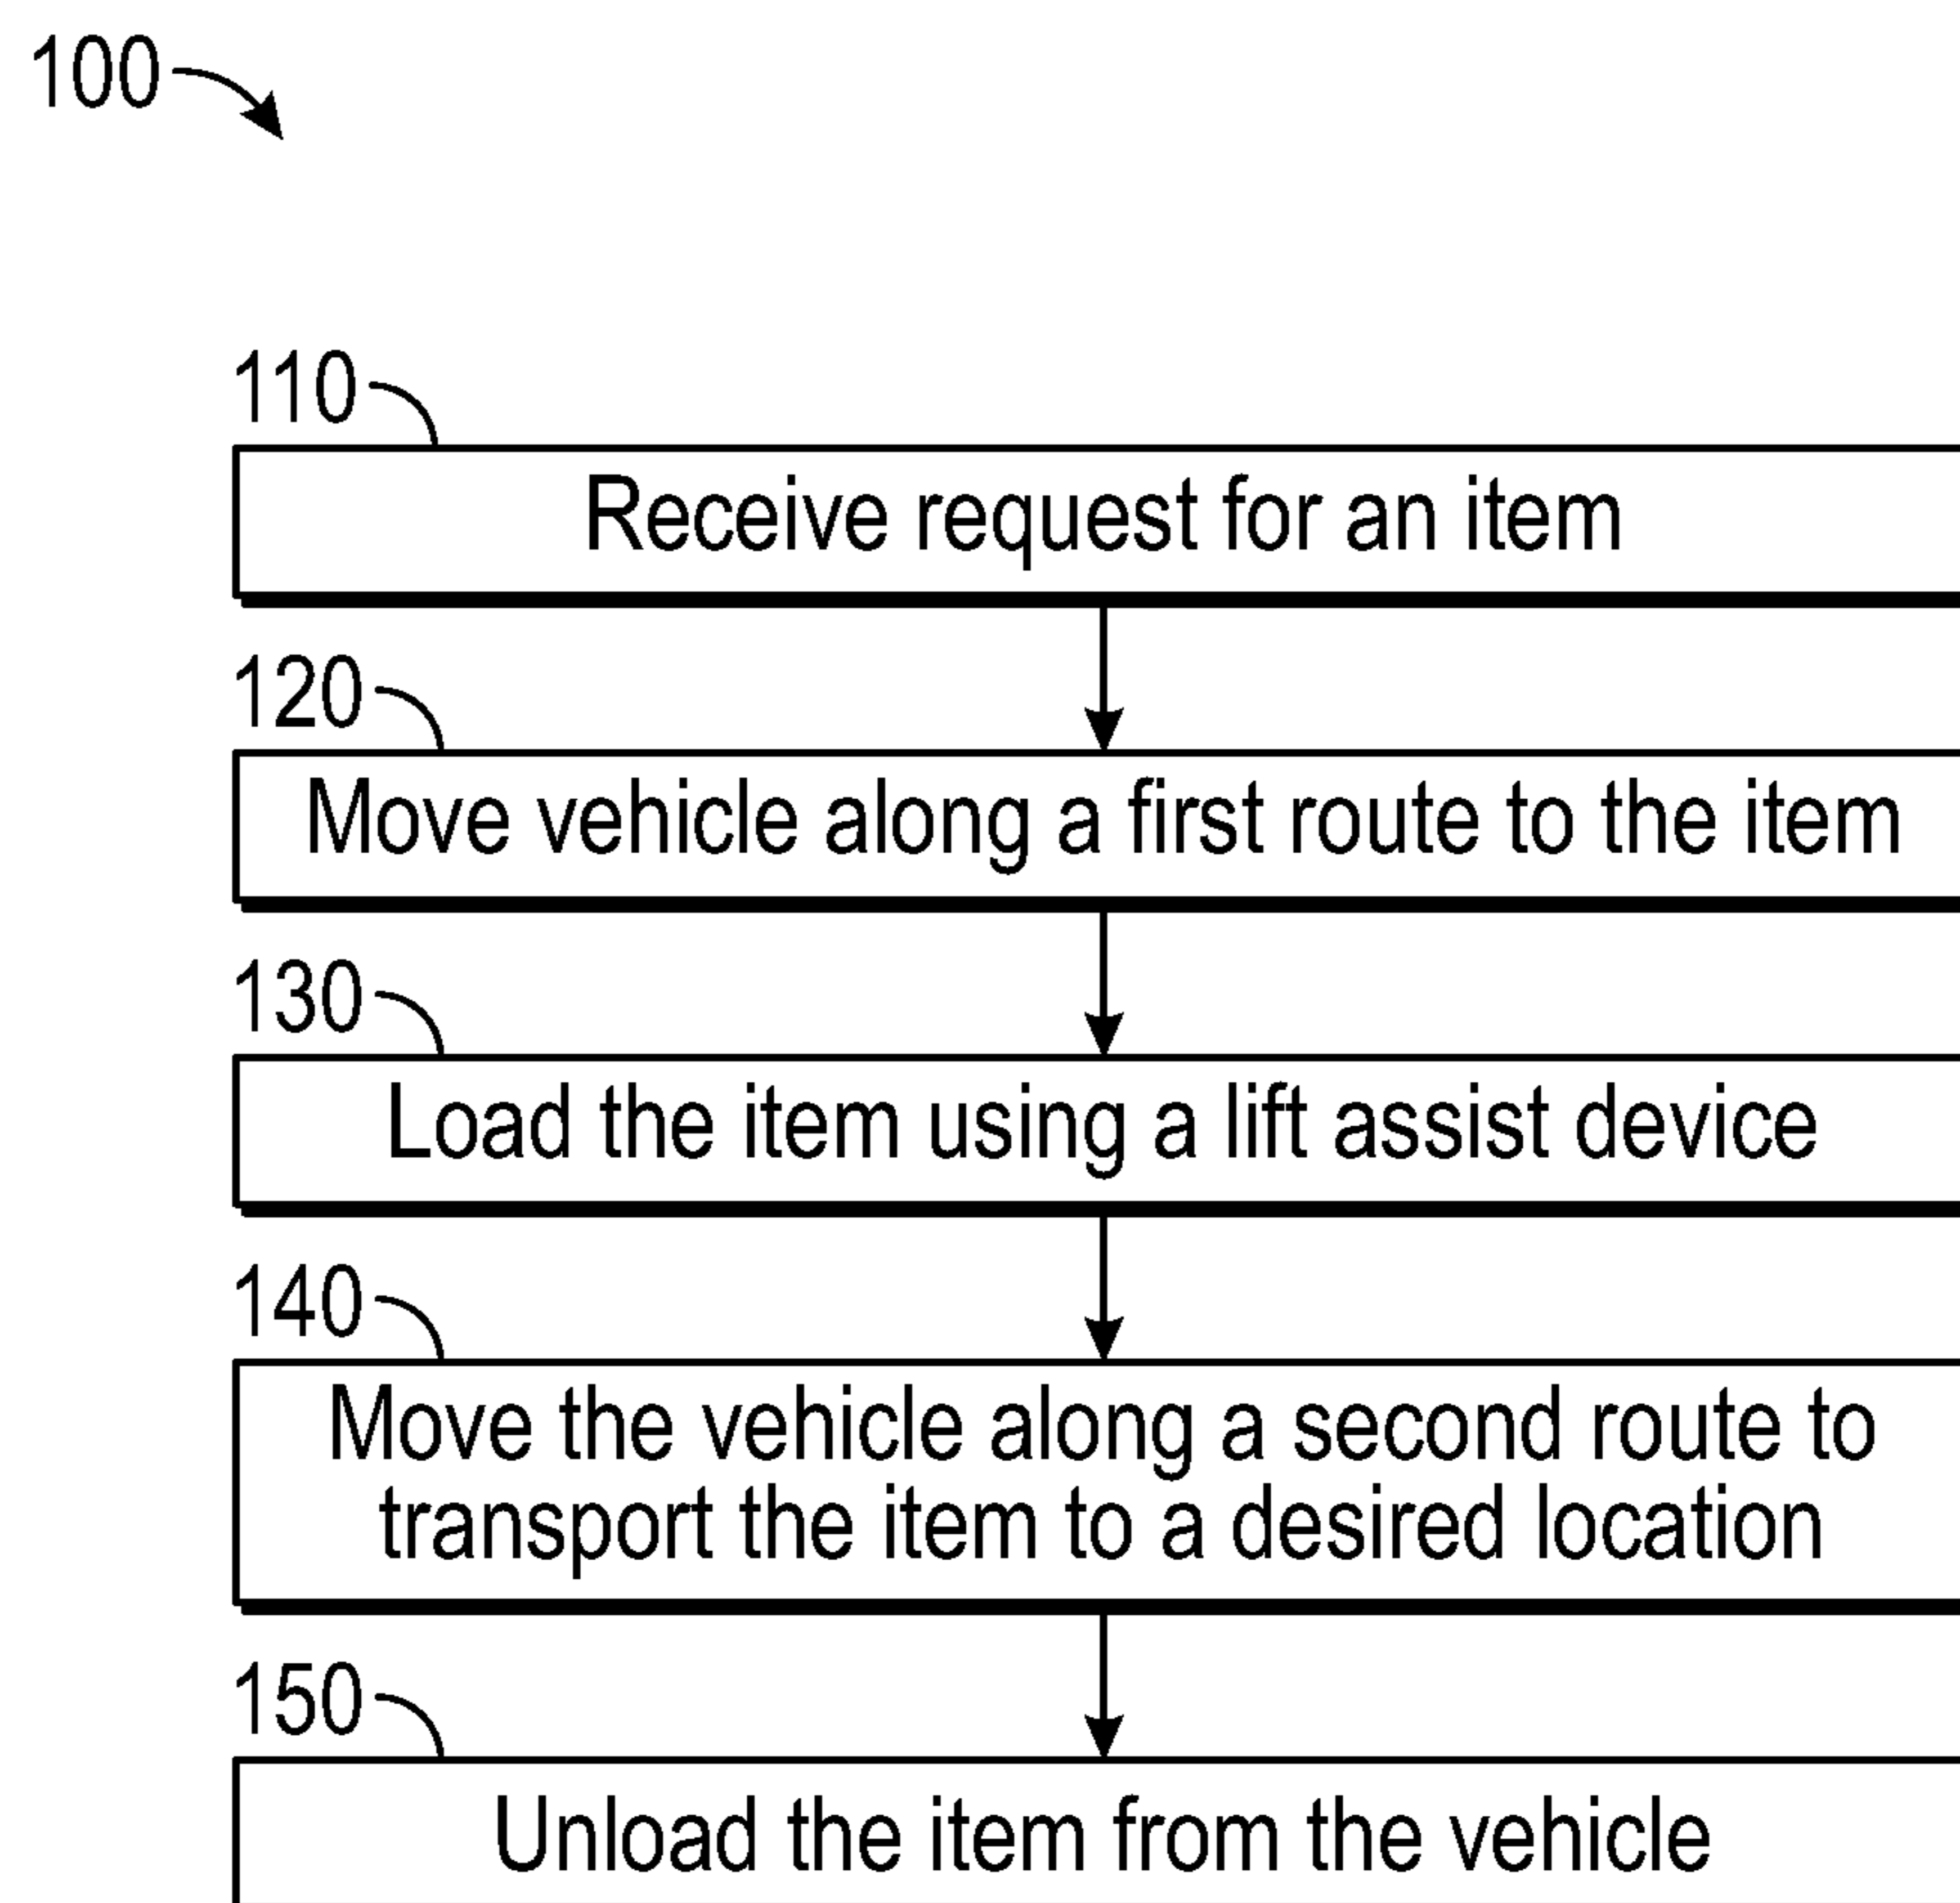 100
110
Receive request for an item
120
Move vehicle along a first route to the item
130
Load the item using a lift assist device
140
Move the vehicle along a second route to
transport the item to a desired location
150
Unload the item from the vehicle